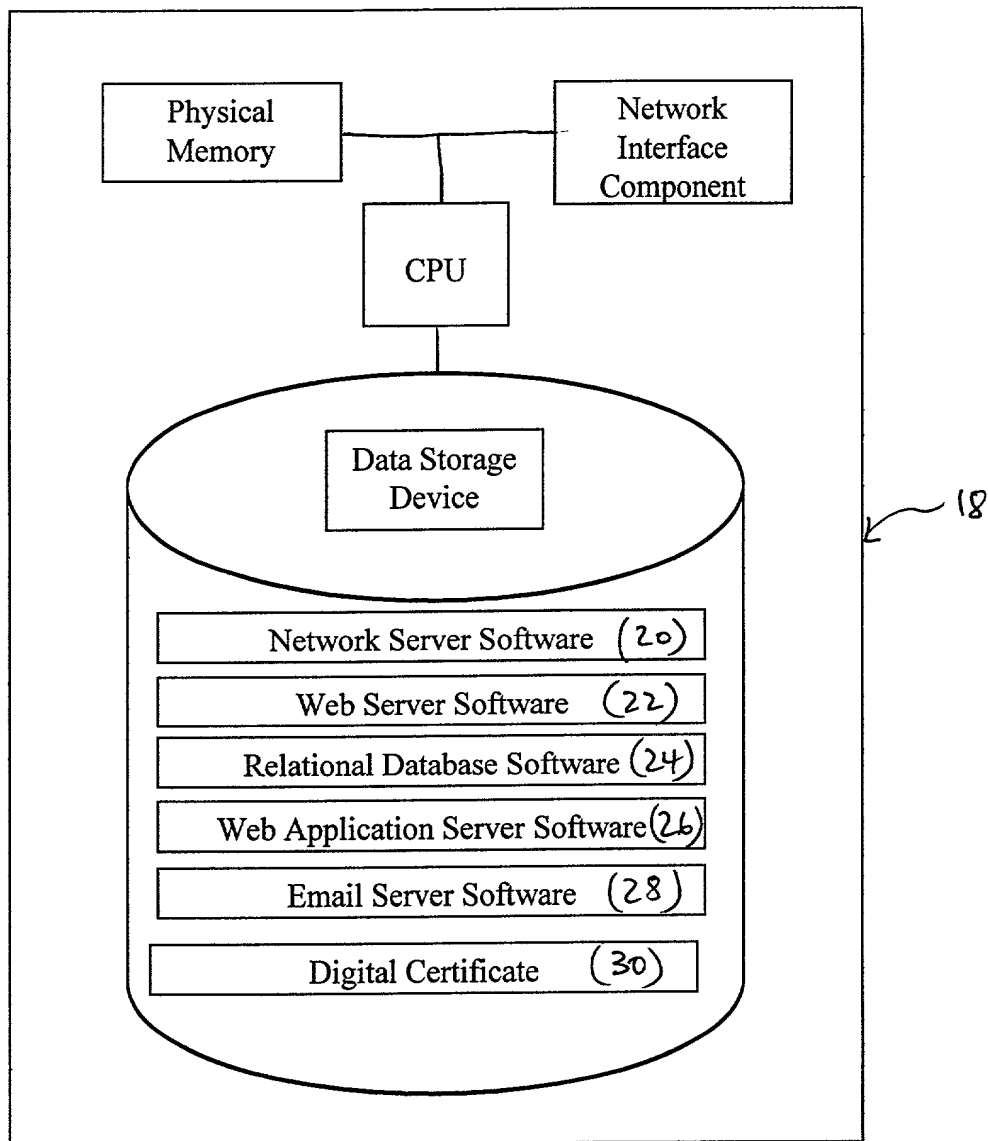 Physical
Memory
Network
Interface
Component
CPU
Data Storage
Device
18
Network Server Software (20)
Web Server Software (22)
Relational Database Software (24)
Web Application Server Software (26)
Email Server Software (28)
Digital Certificate (30)